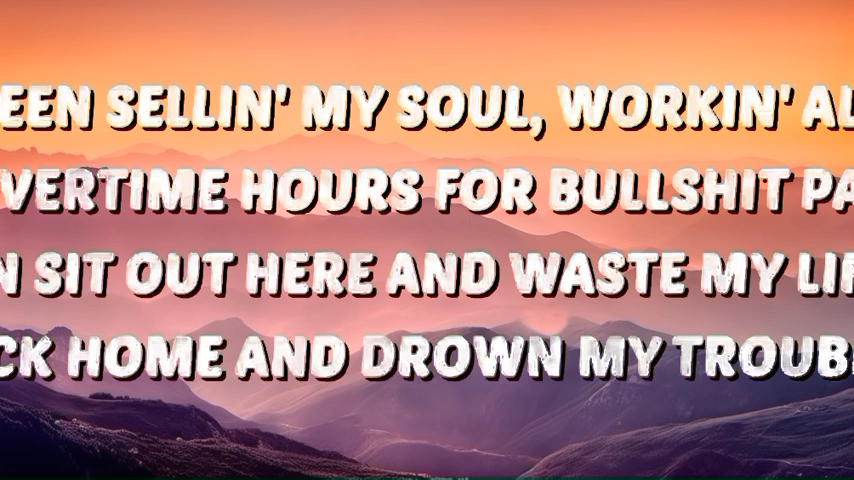 EEN SELLIN' MY SOUL, WORKIN' AL
VERTIME HOURS FOR BULLSHIT PA
N SIT OUT HERE AND WASTE MY LIF
CK HOME AND DROWN MY TROUB